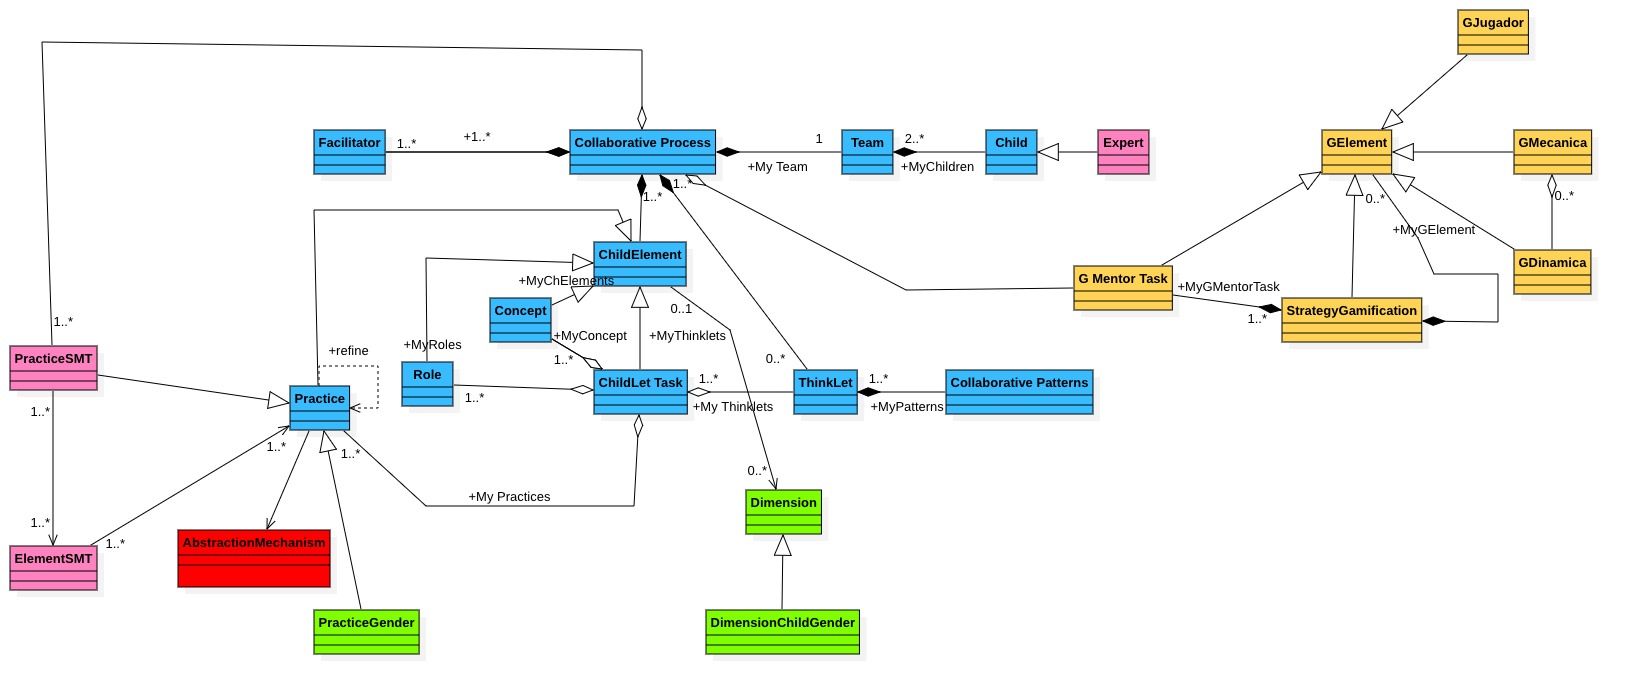 GJugador
Facilitator
1..*
+1..*
Collaborative Process
1
+My Team
Team
2..*
+MyChildren
Child
Expert
GElement
GMecanica
1..*
1..*
0..*
0..*
+MyGElement
ChildElement
+MyChElements
GDinamica
G Mentor Task
+MyGMentorTask
1..*
StrategyGamification
Concept
0..1
+MyConcept
+MyThinklets
1..*
+MyRoles
1..*
+refine
0..*
PracticeSMT
Practice
Role
1..*
ChildLet Task
1..*
+My Thinklets
ThinkLet
1..*
+MyPatterns
Collaborative Patterns
1..*
1..*
1..*
+My Practices
0..*
Dimension
1..*
1..*
ElementSMT
AbstractionMechanism
PracticeGender
DimensionChildGender